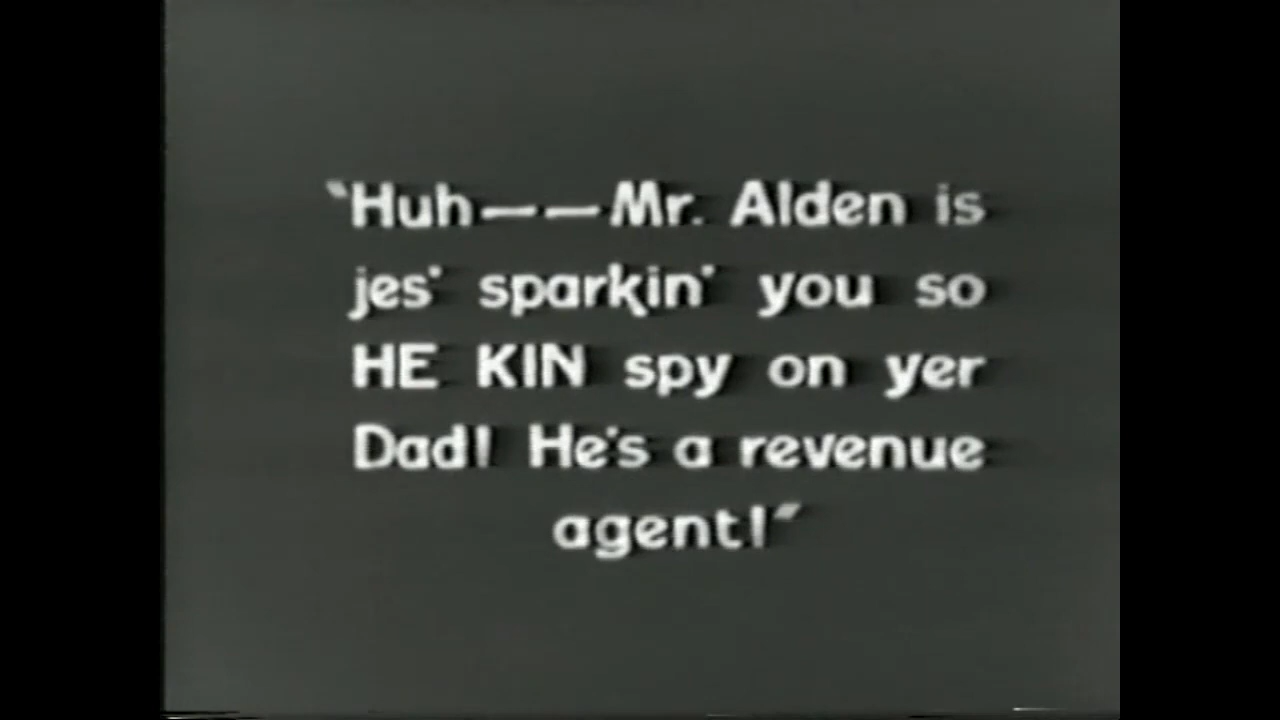 "Huh——Mr. Alden is
jes' sparkin' you so
HE KIN spy on yer
Dad! He's a revenue
agent!"